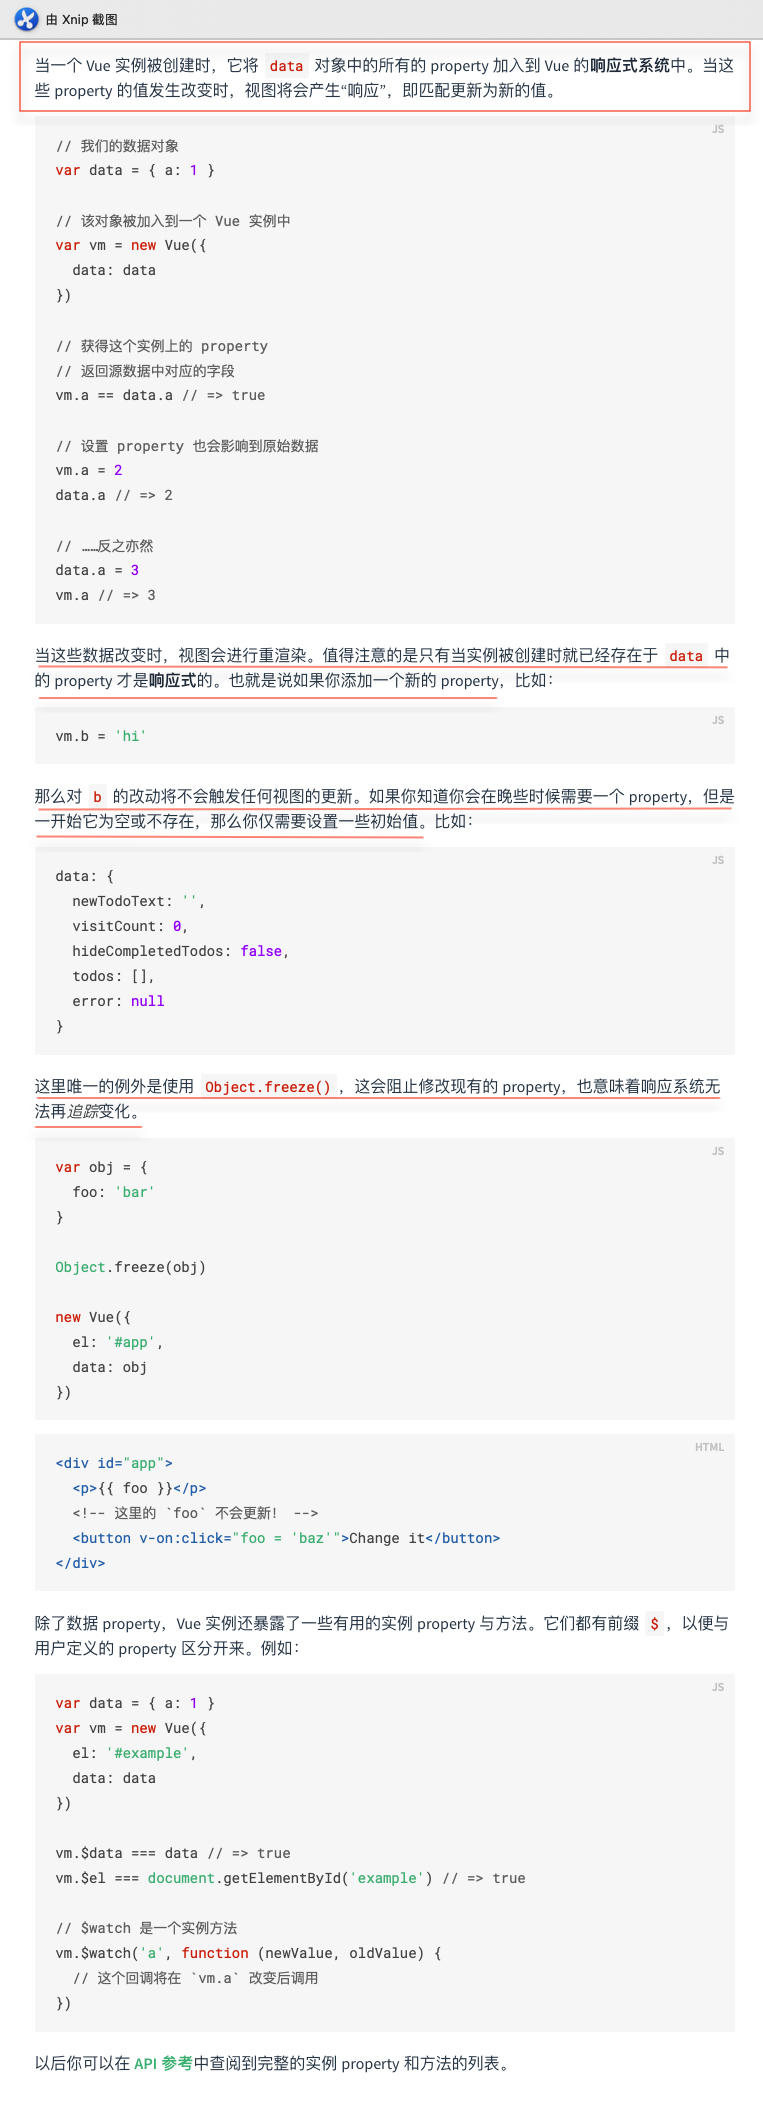 由 Xnip 截图
当一个 Vue 实例被创建时，它将 data 对象中的所有的 property 加入到 Vue 的响应式系统中。当这
些 property 的值发生改变时，视图将会产生“响应”，即匹配更新为新的值。
JS
// 我们的数据对象
var data = { a: 1 }
// 该对象被加入到一个 Vue 实例中
var vm = new Vue({
  data: data
})
// 获得这个实例上的 property
// 返回源数据中对应的字段
vm.a == data.a // => true
// 设置 property 也会影响到原始数据
vm.a = 2
data.a // => 2
// ……反之亦然
data.a = 3
vm.a // => 3
当这些数据改变时，视图会进行重渲染。值得注意的是只有当实例被创建时就已经存在于 data 中
的 property 才是响应式的。也就是说如果你添加一个新的 property，比如：
JS
vm.b = 'hi'
那么对 b 的改动将不会触发任何视图的更新。如果你知道你会在晚些时候需要一个 property，但是
一开始它为空或不存在，那么你仅需要设置一些初始值。比如：
JS
data: {
  newTodoText: '',
  visitCount: 0,
  hideCompletedTodos: false,
  todos: [],
  error: null
}
这里唯一的例外是使用 Object.freeze()，这会阻止修改现有的 property，也意味着响应系统无
法再追踪变化。
JS
var obj = {
  foo: 'bar'
}
Object.freeze(obj)
new Vue({
  el: '#app',
  data: obj
})
HTML
<div id="app">
  <p>{{ foo }}</p>
  <!-- 这里的 `foo` 不会更新！ -->
  <button v-on:click="foo = 'baz'">Change it</button>
</div>
除了数据 property，Vue 实例还暴露了一些有用的实例 property 与方法。它们都有前缀 $，以便与
用户定义的 property 区分开来。例如：
JS
var data = { a: 1 }
var vm = new Vue({
  el: '#example',
  data: data
})
vm.$data === data // => true
vm.$el === document.getElementById('example') // => true
// $watch 是一个实例方法
vm.$watch('a', function (newValue, oldValue) {
  // 这个回调将在 `vm.a` 改变后调用
})
以后你可以在 API 参考中查阅到完整的实例 property 和方法的列表。